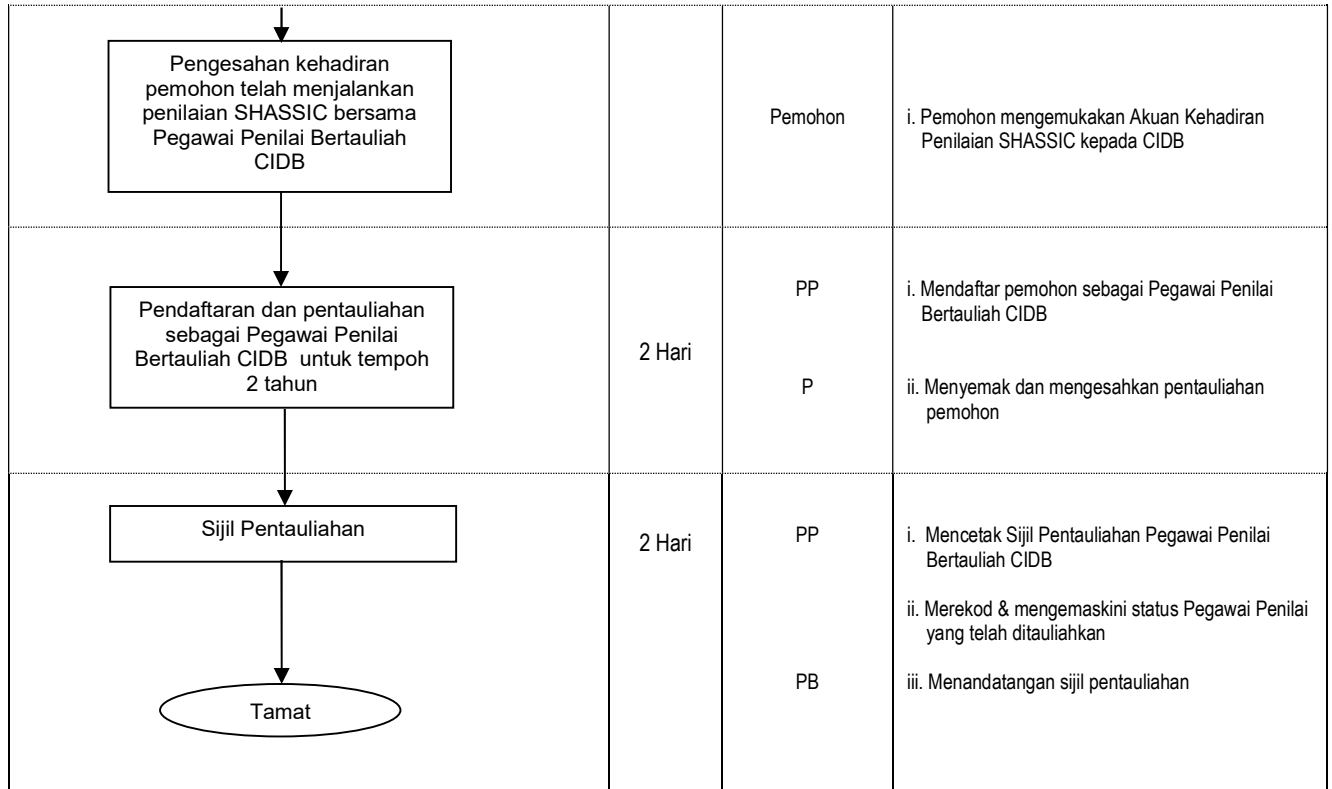 Pengesahan kehadiran
pemohon telah menjalankan
penilaian SHASSIC bersama
Pegawai Penilai Bertauliah
CIDB
Pemohon
i. Pemohon mengemukakan Akuan Kehadiran
Penilaian SHASSIC kepada CIDB
Pendaftaran dan pentauliahan
sebagai Pegawai Penilai
Bertauliah CIDB untuk tempoh
2 tahun
2 Hari
PP
i. Mendaftar pemohon sebagai Pegawai Penilai
Bertauliah CIDB
P
ii. Menyemak dan mengesahkan pentauliahan
pemohon
Sijil Pentauliahan
2 Hari
PP
i. Mencetak Sijil Pentauliahan Pegawai Penilai
Bertauliah CIDB
ii. Merekod & mengemaskini status Pegawai Penilai
yang telah ditauliahkan
PB
iii. Menandatangan sijil pentauliahan
Tamat